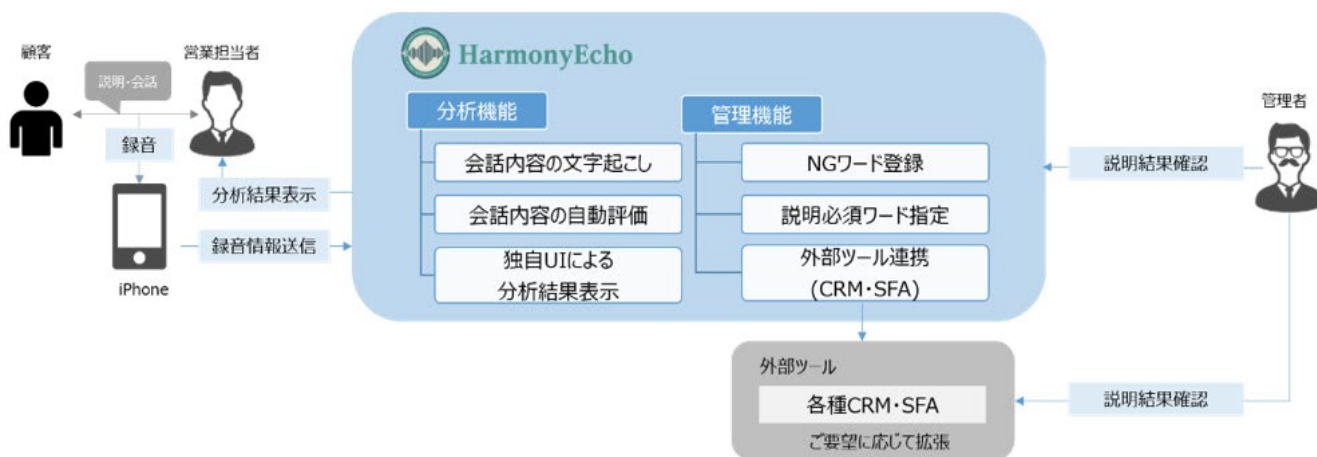 顧客
営業担当者
説明・会話
録音
分析結果表示
録音情報送信
iPhone
HarmonyEcho
分析機能
会話内容の文字起こし
会話内容の自動評価
独自UIによる
分析結果表示
管理機能
NGワード登録
説明必須ワード指定
外部ツール連携
(CRM・SFA)
外部ツール
各種CRM・SFA
ご要望に応じて拡張
管理者
説明結果確認
説明結果確認